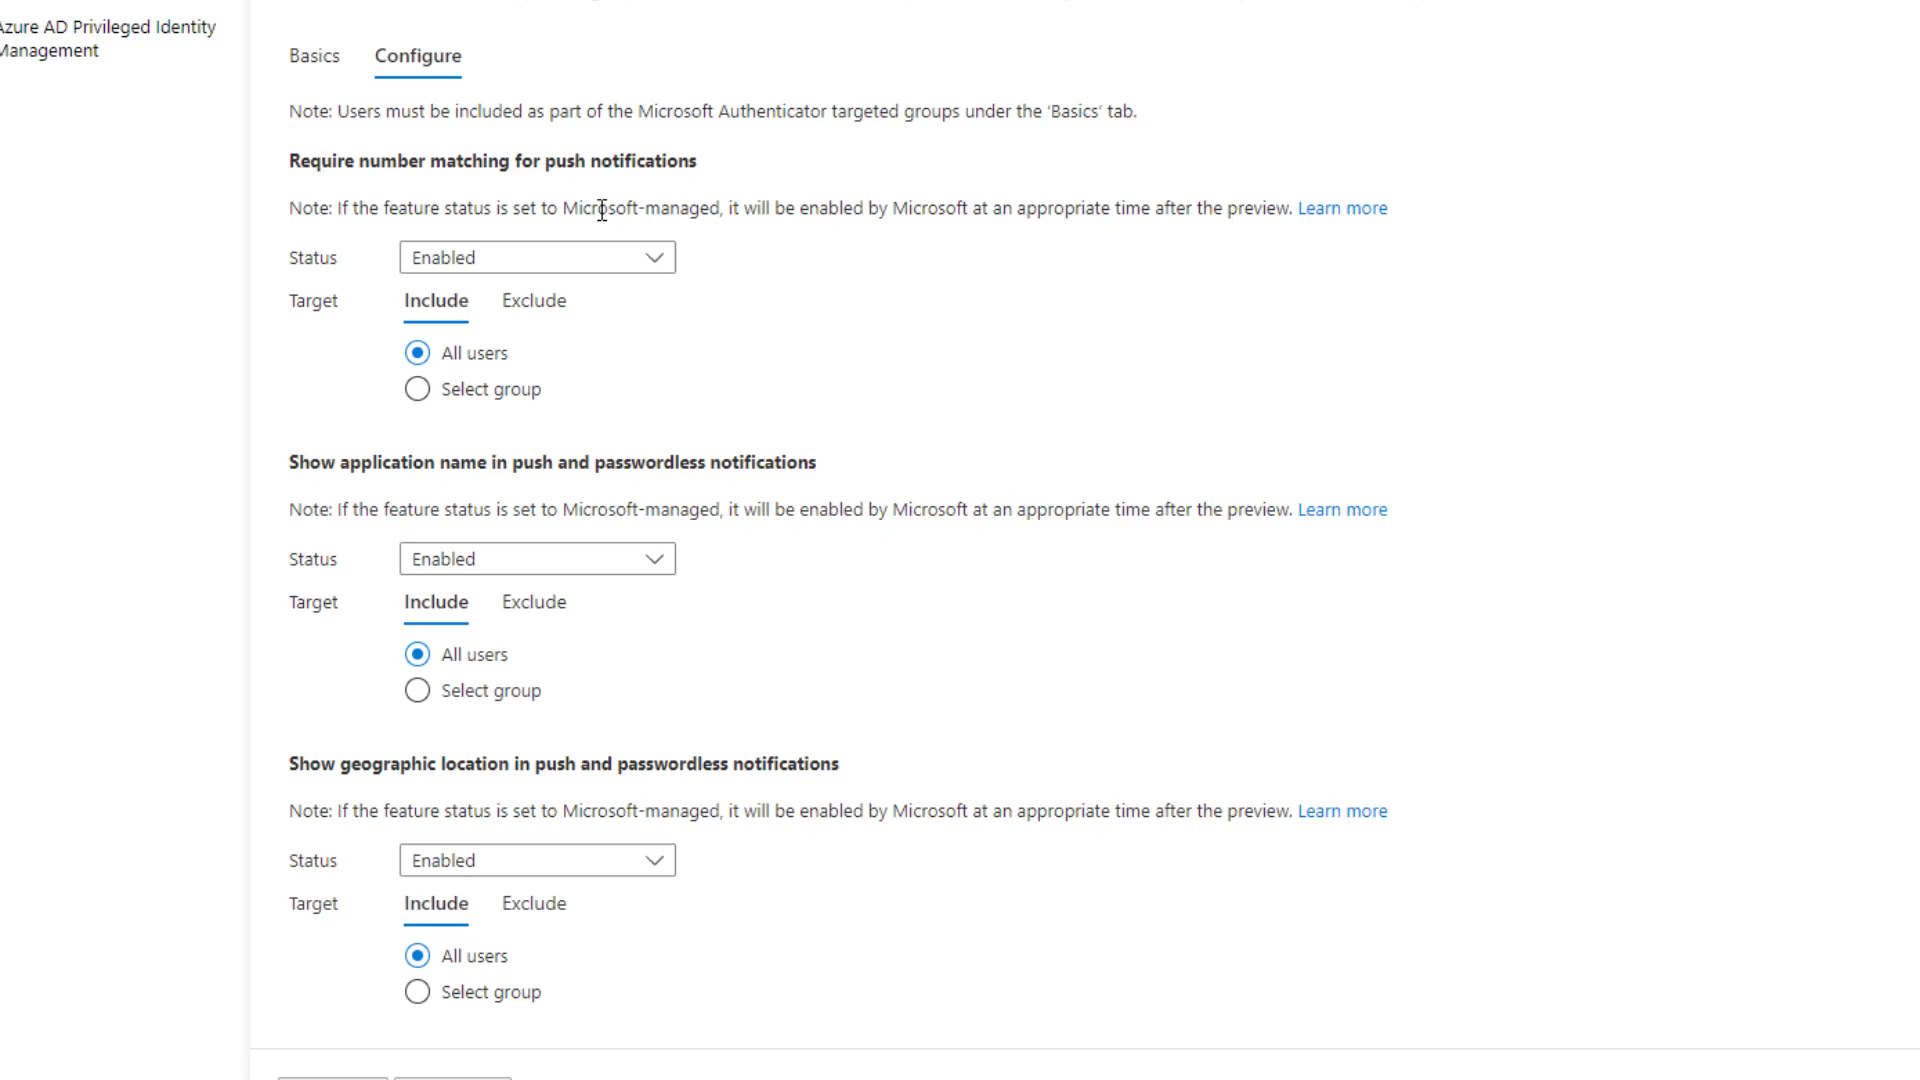 Azure AD Privileged Identity
Management
Basics
Configure
Note: Users must be included as part of the Microsoft Authenticator targeted groups under the 'Basics' tab.
Require number matching for push notifications
Note: If the feature status is set to Microsoft-managed, it will be enabled by Microsoft at an appropriate time after the preview. Learn more
Status
Enabled
Target
Include
Exclude
All users
Select group
Show application name in push and passwordless notifications
Note: If the feature status is set to Microsoft-managed, it will be enabled by Microsoft at an appropriate time after the preview. Learn more
Status
Enabled
Target
Include
Exclude
All users
Select group
Show geographic location in push and passwordless notifications
Note: If the feature status is set to Microsoft-managed, it will be enabled by Microsoft at an appropriate time after the preview. Learn more
Status
Enabled
Target
Include
Exclude
All users
Select group